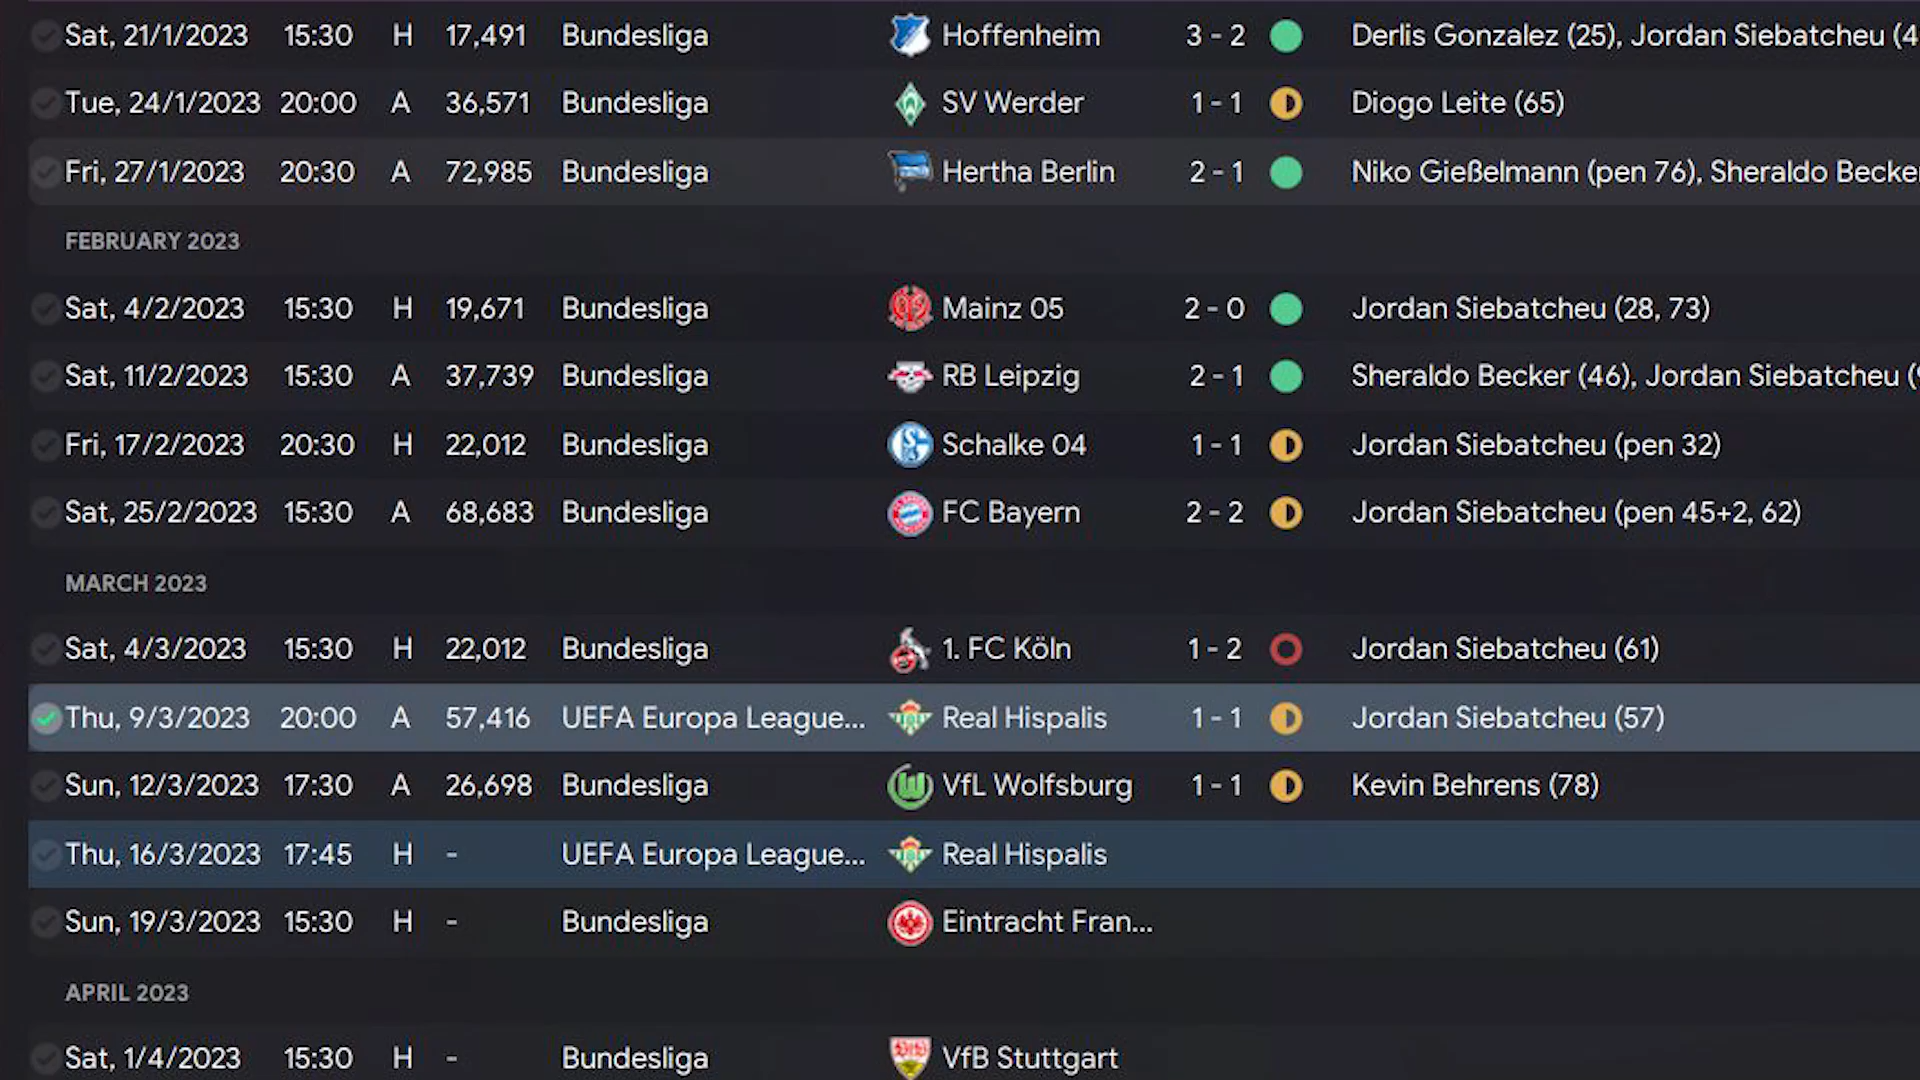 Sat, 21/1/2023 15:30 H 17,491 Bundesliga Hoffenheim 3 - 2 Derlis Gonzalez (25), Jordan Siebatcheu (4
Tue, 24/1/2023 20:00 A 36,571 Bundesliga SV Werder 1 - 1 Diogo Leite (65)
Fri, 27/1/2023 20:30 A 72,985 Bundesliga Hertha Berlin 2 - 1 Niko Gießelmann (pen 76), Sheraldo Becker
FEBRUARY 2023
Sat, 4/2/2023 15:30 H 19,671 Bundesliga Mainz 05 2 - 0 Jordan Siebatcheu (28, 73)
Sat, 11/2/2023 15:30 A 37,739 Bundesliga RB Leipzig 2 - 1 Sheraldo Becker (46), Jordan Siebatcheu (
Fri, 17/2/2023 20:30 H 22,012 Bundesliga Schalke 04 1 - 1 Jordan Siebatcheu (pen 32)
Sat, 25/2/2023 15:30 A 68,683 Bundesliga FC Bayern 2 - 2 Jordan Siebatcheu (pen 45+2, 62)
MARCH 2023
Sat, 4/3/2023 15:30 H 22,012 Bundesliga 1. FC Köln 1 - 2 Jordan Siebatcheu (61)
Thu, 9/3/2023 20:00 A 57,416 UEFA Europa League... Real Hispalis 1 - 1 Jordan Siebatcheu (57)
Sun, 12/3/2023 17:30 A 26,698 Bundesliga VfL Wolfsburg 1 - 1 Kevin Behrens (78)
Thu, 16/3/2023 17:45 H - UEFA Europa League... Real Hispalis
Sun, 19/3/2023 15:30 H - Bundesliga Eintracht Fran...
APRIL 2023
Sat, 1/4/2023 15:30 H - Bundesliga VfB Stuttgart